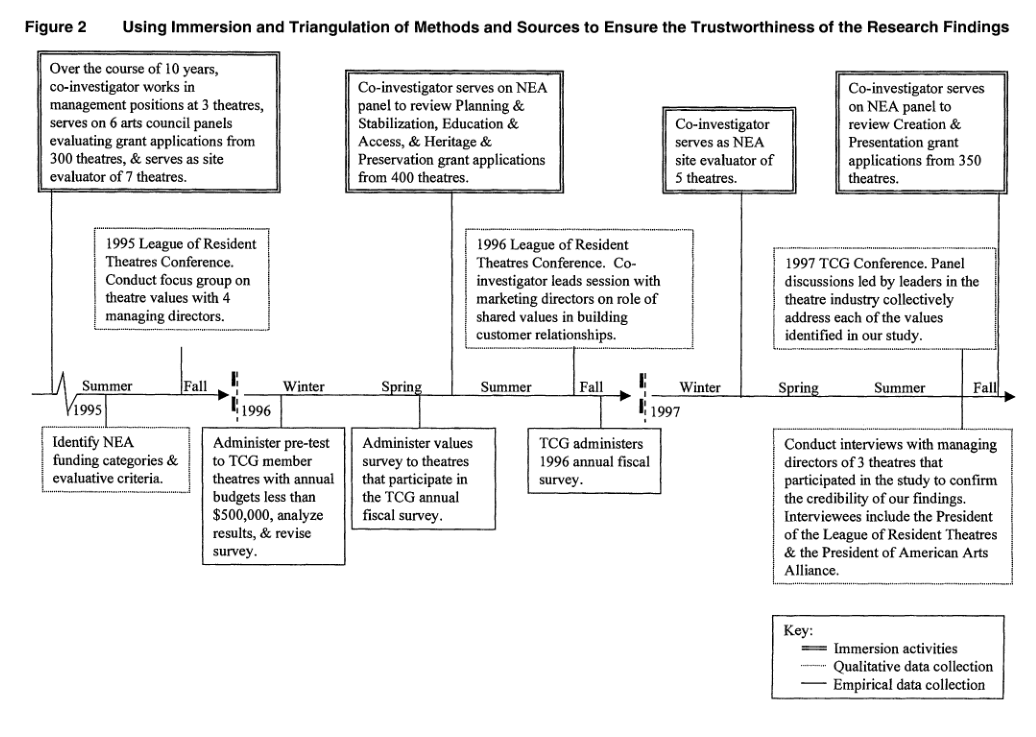 Figure 2 Using Immersion and Triangulation of Methods and Sources to Ensure the Trustworthiness of the Research Findings
Over the course of 10 years,
co-investigator works in
management positions at 3 theatres,
serves on 6 arts council panels
evaluating grant applications from
300 theatres, & serves as site
evaluator of 7 theatres.
Co-investigator serves on NEA
panel to review Planning &
Stabilization, Education &
Access, & Heritage &
Preservation grant applications
from 400 theatres.
Co-investigator
serves as NEA
site evaluator of
5 theatres.
Co-investigator serves
on NEA panel to
review Creation &
Presentation grant
applications from 350
theatres.
1995 League of Resident
Theatres Conference.
Conduct focus group on
theatre values with 4
managing directors.
1996 League of Resident
Theatres Conference. Co-
investigator leads session with
marketing directors on role of
shared values in building
customer relationships.
1997 TCG Conference. Panel
discussions led by leaders in the
theatre industry collectively
address each of the values
identified in our study.
Summer Fall Winter Spring Summer Fall Winter Spring Summer Fall
1995 1996 1997
Identify NEA
funding categories &
evaluative criteria.
Administer pre-test
to TCG member
theatres with annual
budgets less than
$500,000, analyze
results, & revise
survey.
Administer values
survey to theatres
that participate in
the TCG annual
fiscal survey.
TCG administers
1996 annual fiscal
survey.
Conduct interviews with managing
directors of 3 theatres that
participated in the study to confirm
the credibility of our findings.
Interviewees include the President
of the League of Resident Theatres
& the President of American Arts
Alliance.
Key:
Immersion activities
Qualitative data collection
Empirical data collection